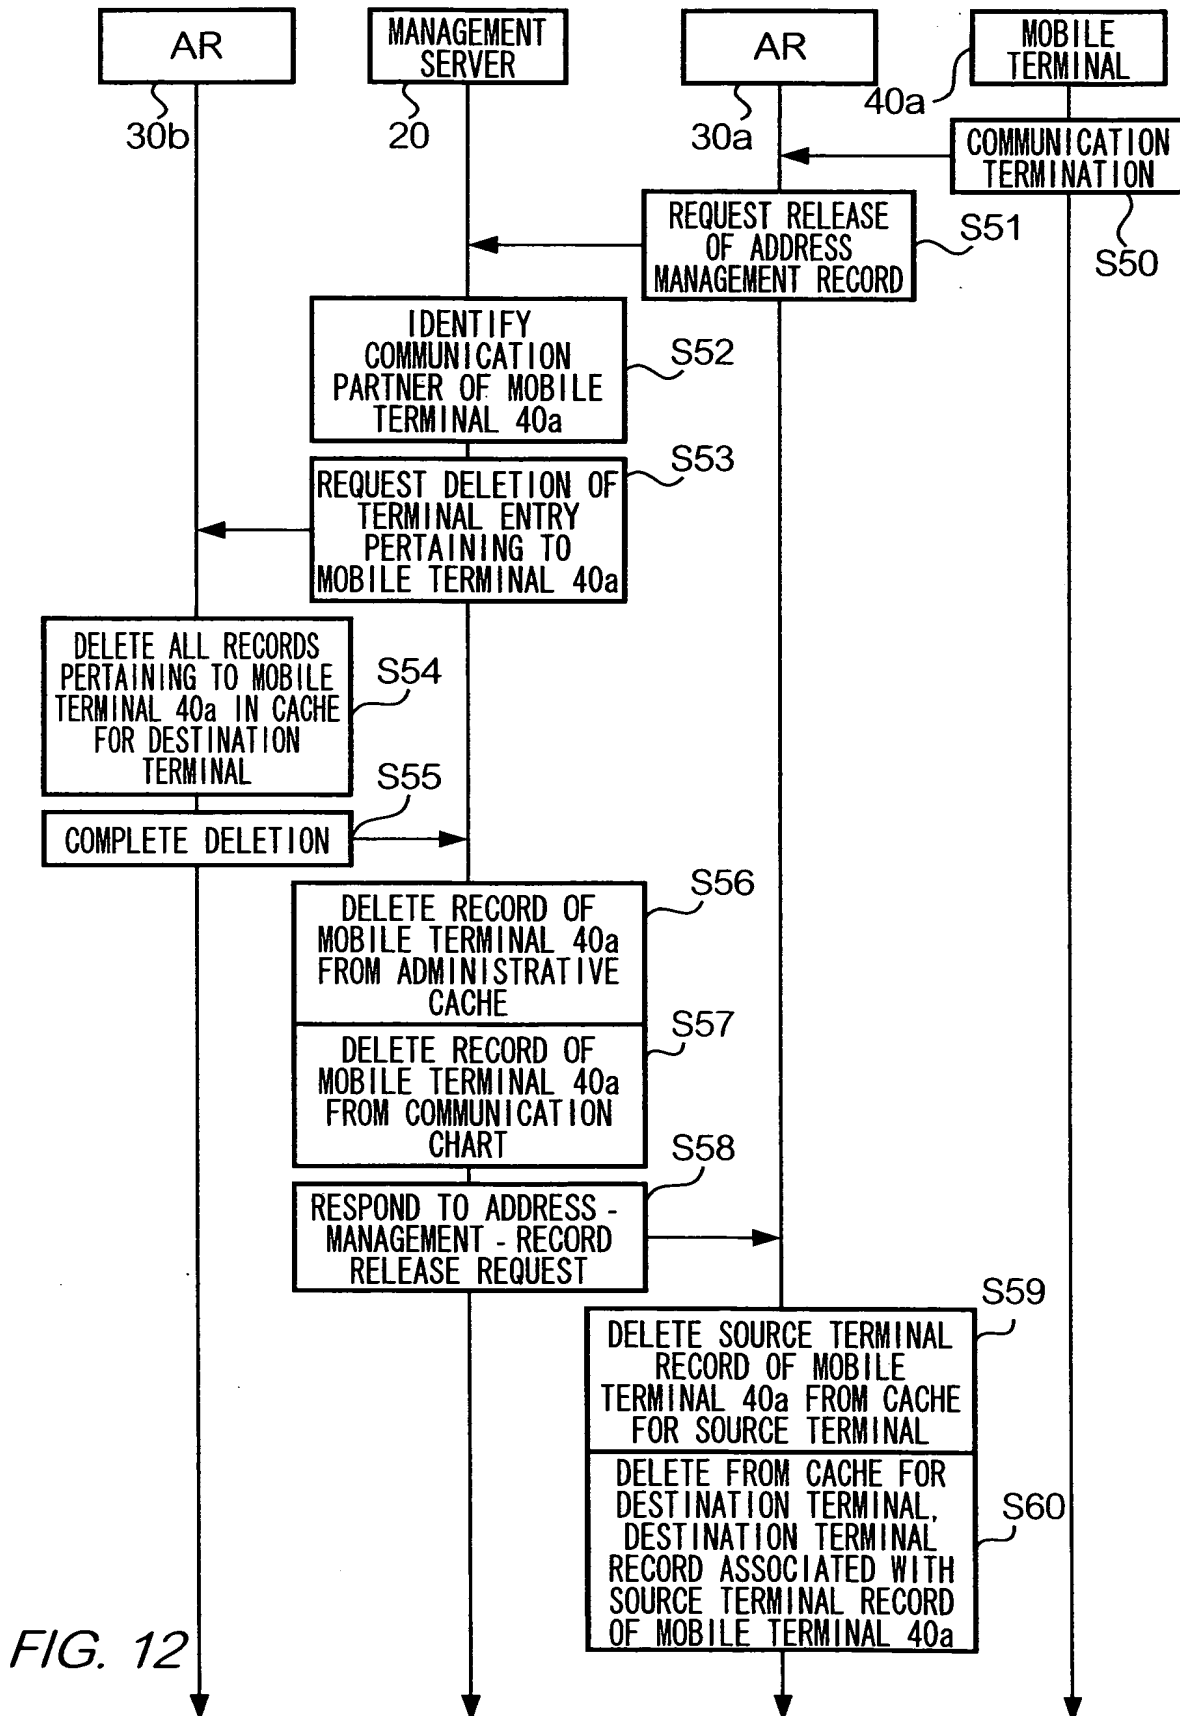 AR
MANAGEMENT
SERVER
AR
MOBILE
TERMINAL
30b
20
30a
40a
COMMUNICATION
TERMINATION
S50
REQUEST RELEASE
OF ADDRESS
MANAGEMENT RECORD
S51
IDENTIFY
COMMUNICATION
PARTNER OF MOBILE
TERMINAL 40a
S52
REQUEST DELETION OF
TERMINAL ENTRY
PERTAINING TO
MOBILE TERMINAL 40a
S53
DELETE ALL RECORDS
PERTAINING TO MOBILE
TERMINAL 40a IN CACHE
FOR DESTINATION
TERMINAL
S54
COMPLETE DELETION
S55
DELETE RECORD OF
MOBILE TERMINAL 40a
FROM ADMINISTRATIVE
CACHE
S56
DELETE RECORD OF
MOBILE TERMINAL 40a
FROM COMMUNICATION
CHART
S57
RESPOND TO ADDRESS -
MANAGEMENT - RECORD
RELEASE REQUEST
S58
DELETE SOURCE TERMINAL
RECORD OF MOBILE
TERMINAL 40a FROM CACHE
FOR SOURCE TERMINAL
S59
DELETE FROM CACHE FOR
DESTINATION TERMINAL,
DESTINATION TERMINAL
RECORD ASSOCIATED WITH
SOURCE TERMINAL RECORD
OF MOBILE TERMINAL 40a
S60
FIG. 12